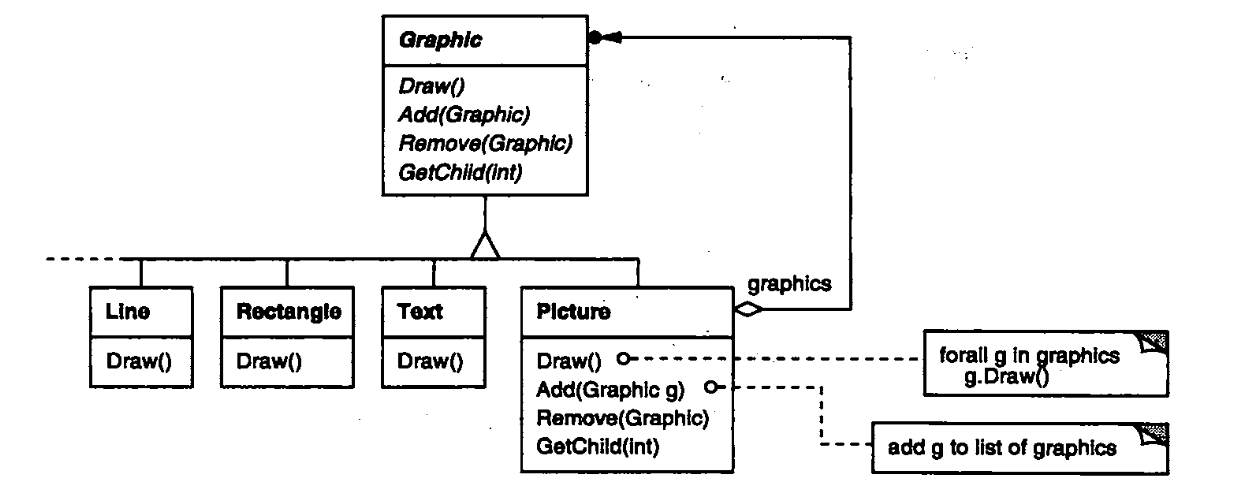 Graphic
Draw()
Add(Graphic)
Remove(Graphic)
GetChild(int)
graphics
Line
Draw()
Rectangle
Draw()
Text
Draw()
Picture
Draw()
Add(Graphic g)
Remove(Graphic)
GetChild(int)
forall g in graphics
g.Draw()
add g to list of graphics